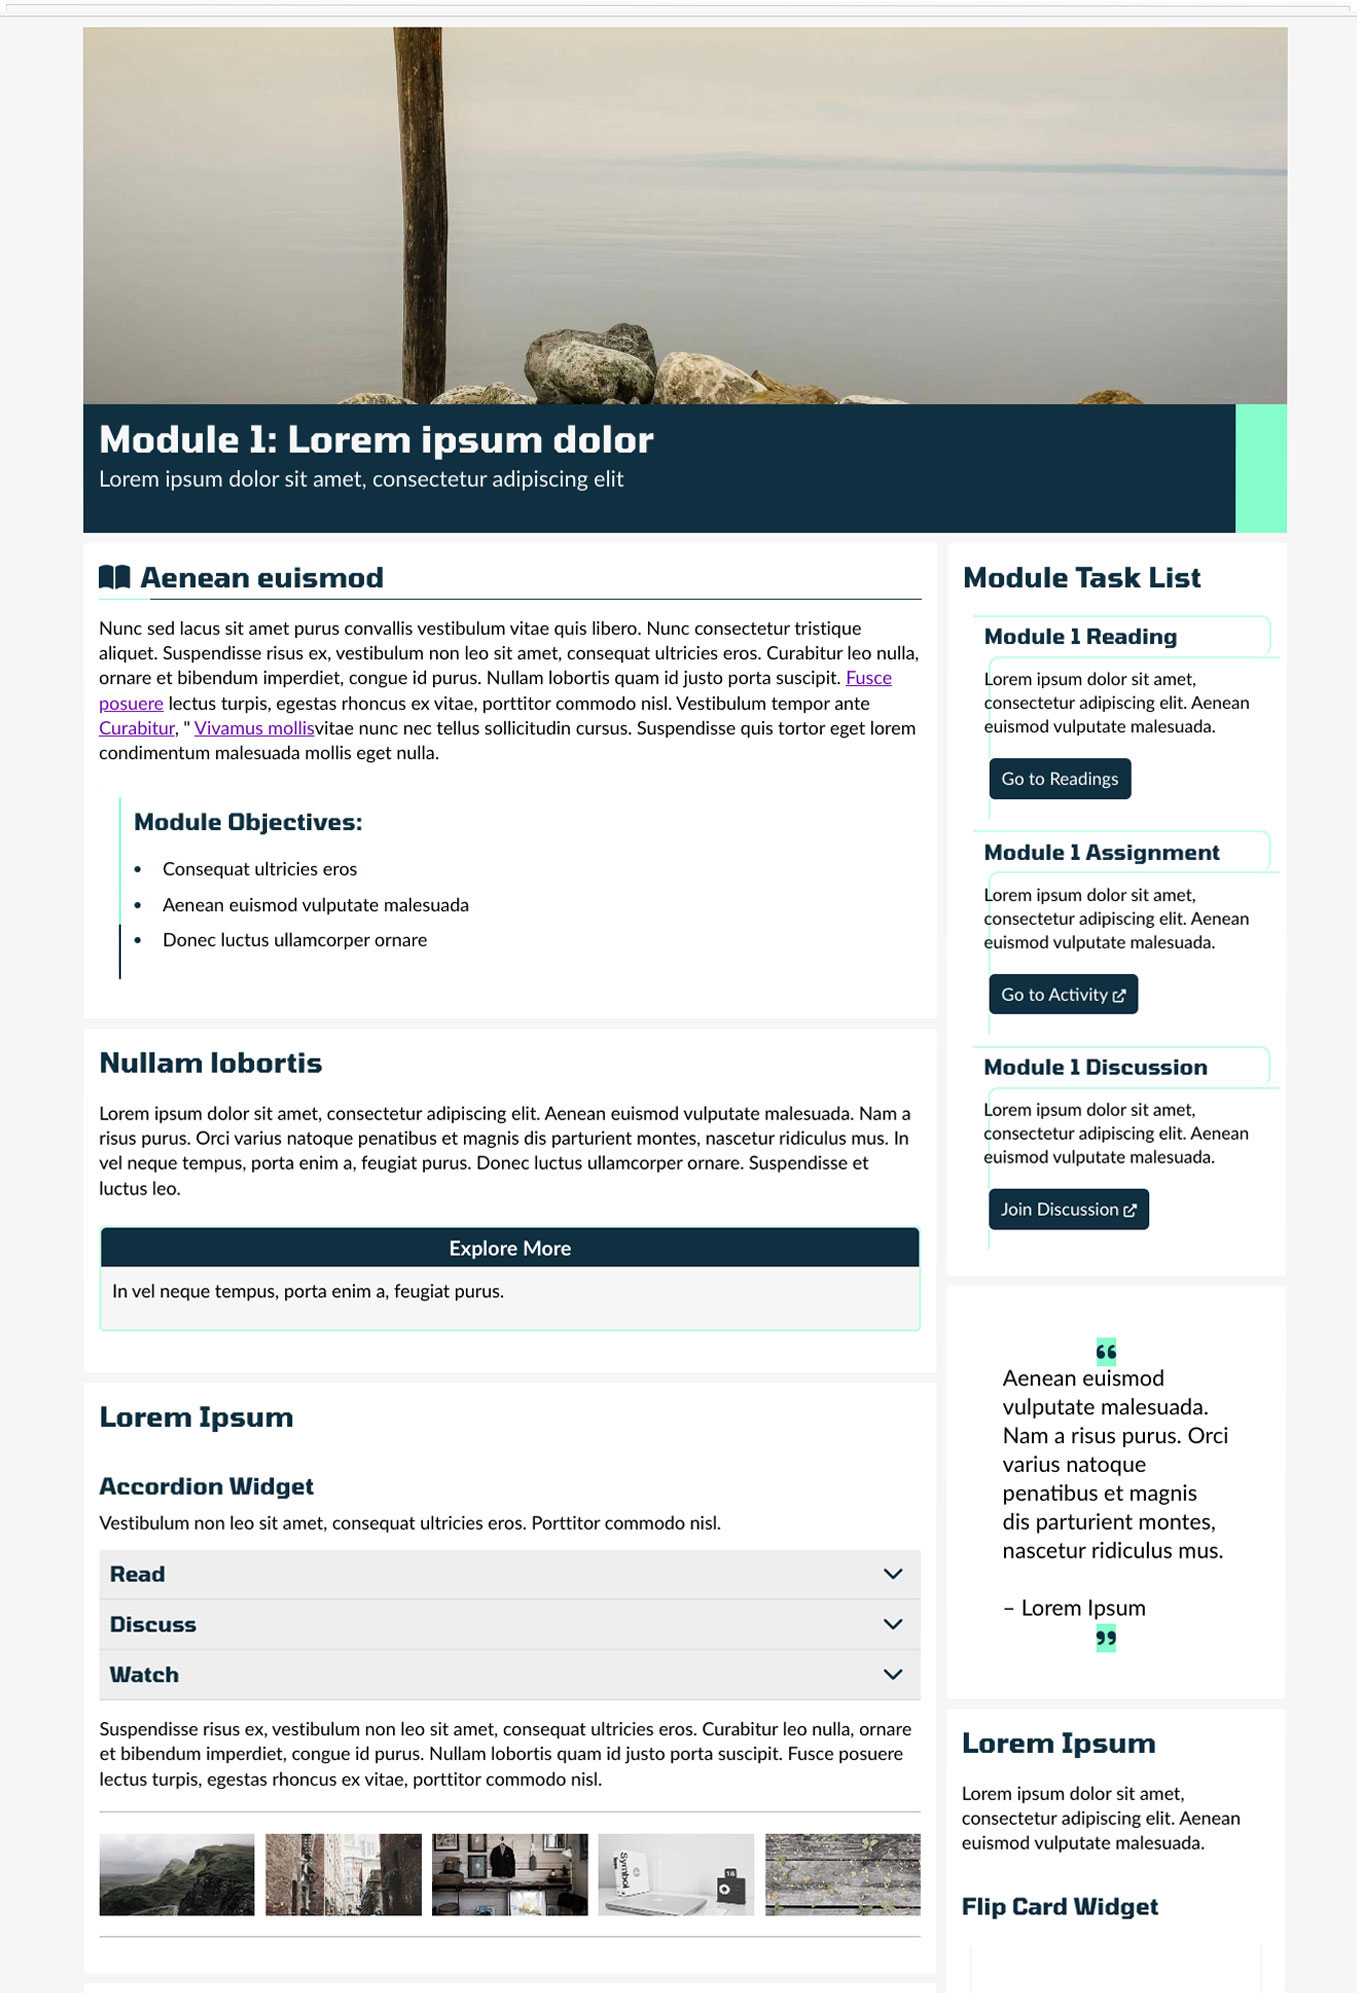 Module 1: Lorem ipsum dolor
Lorem ipsum dolor sit amet, consectetur adipiscing elit
Aenean euismod
Nunc sed lacus sit amet purus convallis vestibulum vitae quis libero. Nunc consectetur tristique
aliquet. Suspendisse risus ex, vestibulum non leo sit amet, consequat ultricies eros. Curabitur leo nulla,
ornare et bibendum imperdiet, congue id purus. Nullam lobortis quam id justo porta suscipit. Fusce
posuere lectus turpis, egestas rhoncus ex vitae, porttitor commodo nisl. Vestibulum tempor ante
Curabitur, " Vivamus mollisvitae nunc nec tellus sollicitudin cursus. Suspendisse quis tortor eget lorem
condimentum malesuada mollis eget nulla.
Module Objectives:
• Consequat ultricies eros
• Aenean euismod vulputate malesuada
• Donec luctus ullamcorper ornare
Nullam lobortis
Lorem ipsum dolor sit amet, consectetur adipiscing elit. Aenean euismod vulputate malesuada. Nam a
risus purus. Orci varius natoque penatibus et magnis dis parturient montes, nascetur ridiculus mus. In
vel neque tempus, porta enim a, feugiat purus. Donec luctus ullamcorper ornare. Suspendisse et
luctus leo.
Explore More
In vel neque tempus, porta enim a, feugiat purus.
Lorem Ipsum
Accordion Widget
Vestibulum non leo sit amet, consequat ultricies eros. Porttitor commodo nisl.
Read
Discuss
Watch
Suspendisse risus ex, vestibulum non leo sit amet, consequat ultricies eros. Curabitur leo nulla, ornare
et bibendum imperdiet, congue id purus. Nullam lobortis quam id justo porta suscipit. Fusce posuere
lectus turpis, egestas rhoncus ex vitae, porttitor commodo nisl.
Symbol
18
Module Task List
Module 1 Reading
Lorem ipsum dolor sit amet,
consectetur adipiscing elit. Aenean
euismod vulputate malesuada.
Go to Readings
Module 1 Assignment
Lorem ipsum dolor sit amet,
consectetur adipiscing elit. Aenean
euismod vulputate malesuada.
Go to Activity
Module 1 Discussion
Lorem ipsum dolor sit amet,
consectetur adipiscing elit. Aenean
euismod vulputate malesuada.
Join Discussion
“
Aenean euismod
vulputate malesuada.
Nam a risus purus. Orci
varius natoque
penatibus et magnis
dis parturient montes,
nascetur ridiculus mus.
– Lorem Ipsum
”
Lorem Ipsum
Lorem ipsum dolor sit amet,
consectetur adipiscing elit. Aenean
euismod vulputate malesuada.
Flip Card Widget